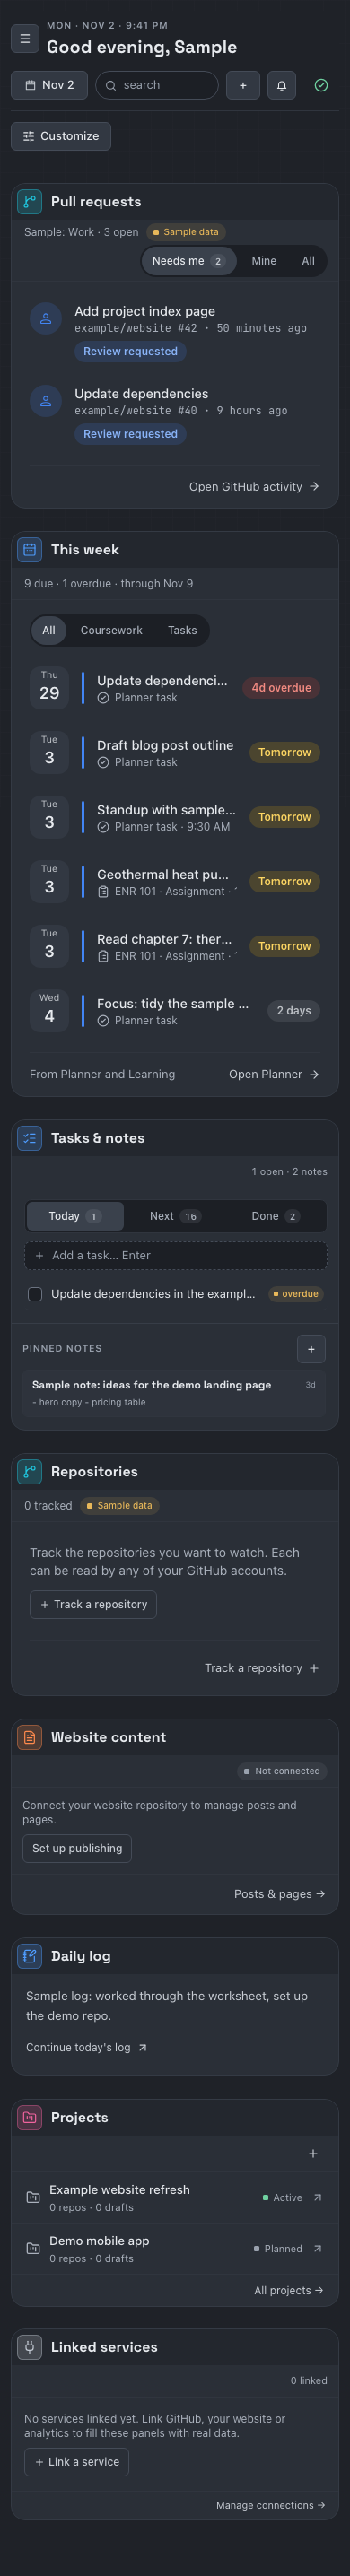 MON · NOV 2 · 9:41 PM
Good evening, Sample
Nov 2
search
+
Customize
Pull requests
Sample: Work · 3 open
Sample data
Needs me 2
Mine
All
Add project index page
example/website #42 · 50 minutes ago
Review requested
Update dependencies
example/website #40 · 9 hours ago
Review requested
Open GitHub activity →
This week
9 due · 1 overdue · through Nov 9
All
Coursework
Tasks
Thu
29
Update dependenci...
Planner task
4d overdue
Tue
3
Draft blog post outline
Planner task
Tomorrow
Tue
3
Standup with sample...
Planner task · 9:30 AM
Tomorrow
Tue
3
Geothermal heat pu...
ENR 101 · Assignment ·
Tomorrow
Tue
3
Read chapter 7: ther...
ENR 101 · Assignment ·
Tomorrow
Wed
4
Focus: tidy the sample ...
Planner task
2 days
From Planner and Learning
Open Planner →
Tasks & notes
1 open · 2 notes
Today 1
Next 16
Done 2
+ Add a task... Enter
Update dependencies in the exampl...
overdue
PINNED NOTES
+
Sample note: ideas for the demo landing page
3d
- hero copy - pricing table
Repositories
0 tracked
Sample data
Track the repositories you want to watch. Each
can be read by any of your GitHub accounts.
+ Track a repository
Track a repository +
Website content
Not connected
Connect your website repository to manage posts and
pages.
Set up publishing
Posts & pages →
Daily log
Sample log: worked through the worksheet, set up
the demo repo.
Continue today's log ↗
Projects
+
Example website refresh
0 repos · 0 drafts
Active ↗
Demo mobile app
0 repos · 0 drafts
Planned ↗
All projects →
Linked services
0 linked
No services linked yet. Link GitHub, your website or
analytics to fill these panels with real data.
+ Link a service
Manage connections →